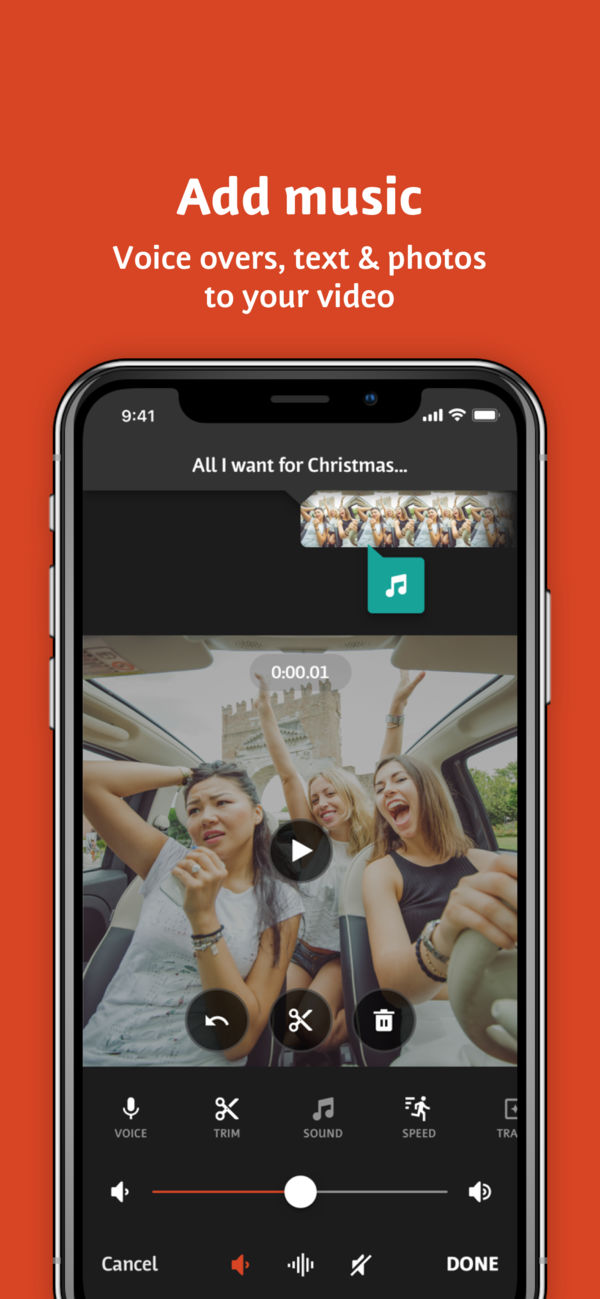 Add music
Voice overs, text & photos
to your video
9:41
All I want for Christmas...
0:00.01
VOICE
TRIM
SOUND
SPEED
TRA
Cancel
DONE